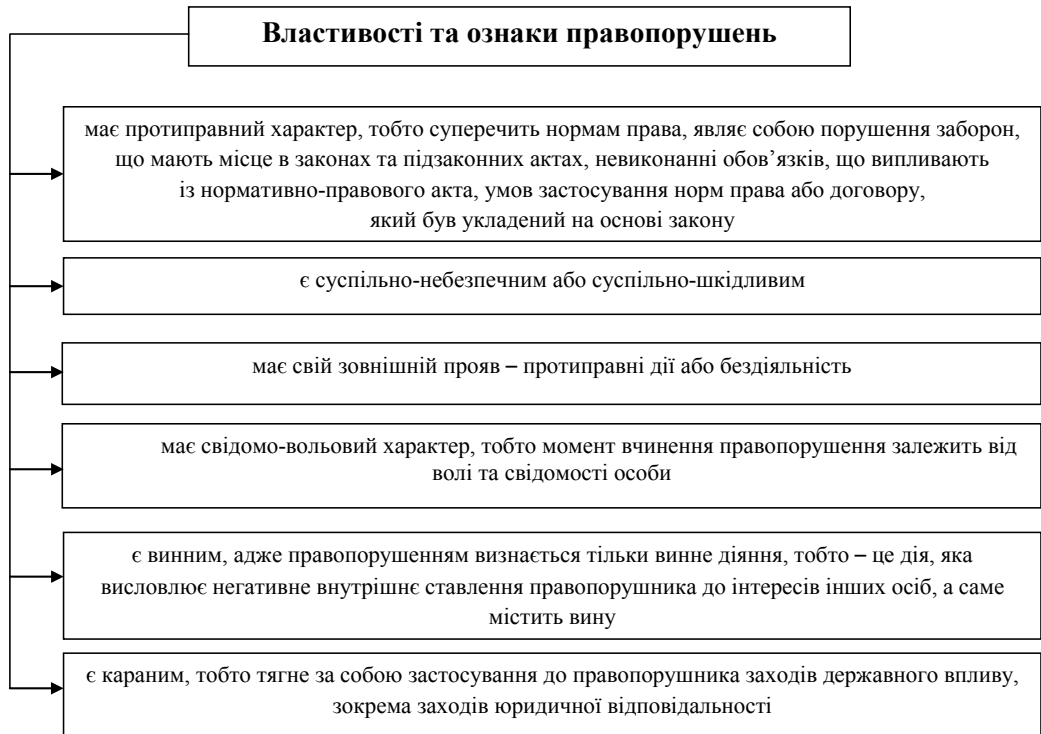 Властивості та ознаки правопорушень
має протиправний характер, тобто суперечить нормам права, являє собою порушення заборон,
що мають місце в законах та підзаконних актах, невиконанні обов’язків, що випливають
із нормативно-правового акта, умов застосування норм права або договору,
який був укладений на основі закону
є суспільно-небезпечним або суспільно-шкідливим
має свій зовнішній прояв – протиправні дії або бездіяльність
має свідомо-вольовий характер, тобто момент вчинення правопорушення залежить від
волі та свідомості особи
є винним, адже правопорушенням визнається тільки винне діяння, тобто – це дія, яка
висловлює негативне внутрішнє ставлення правопорушника до інтересів інших осіб, а саме
містить вину
є караним, тобто тягне за собою застосування до правопорушника заходів державного впливу,
зокрема заходів юридичної відповідальності